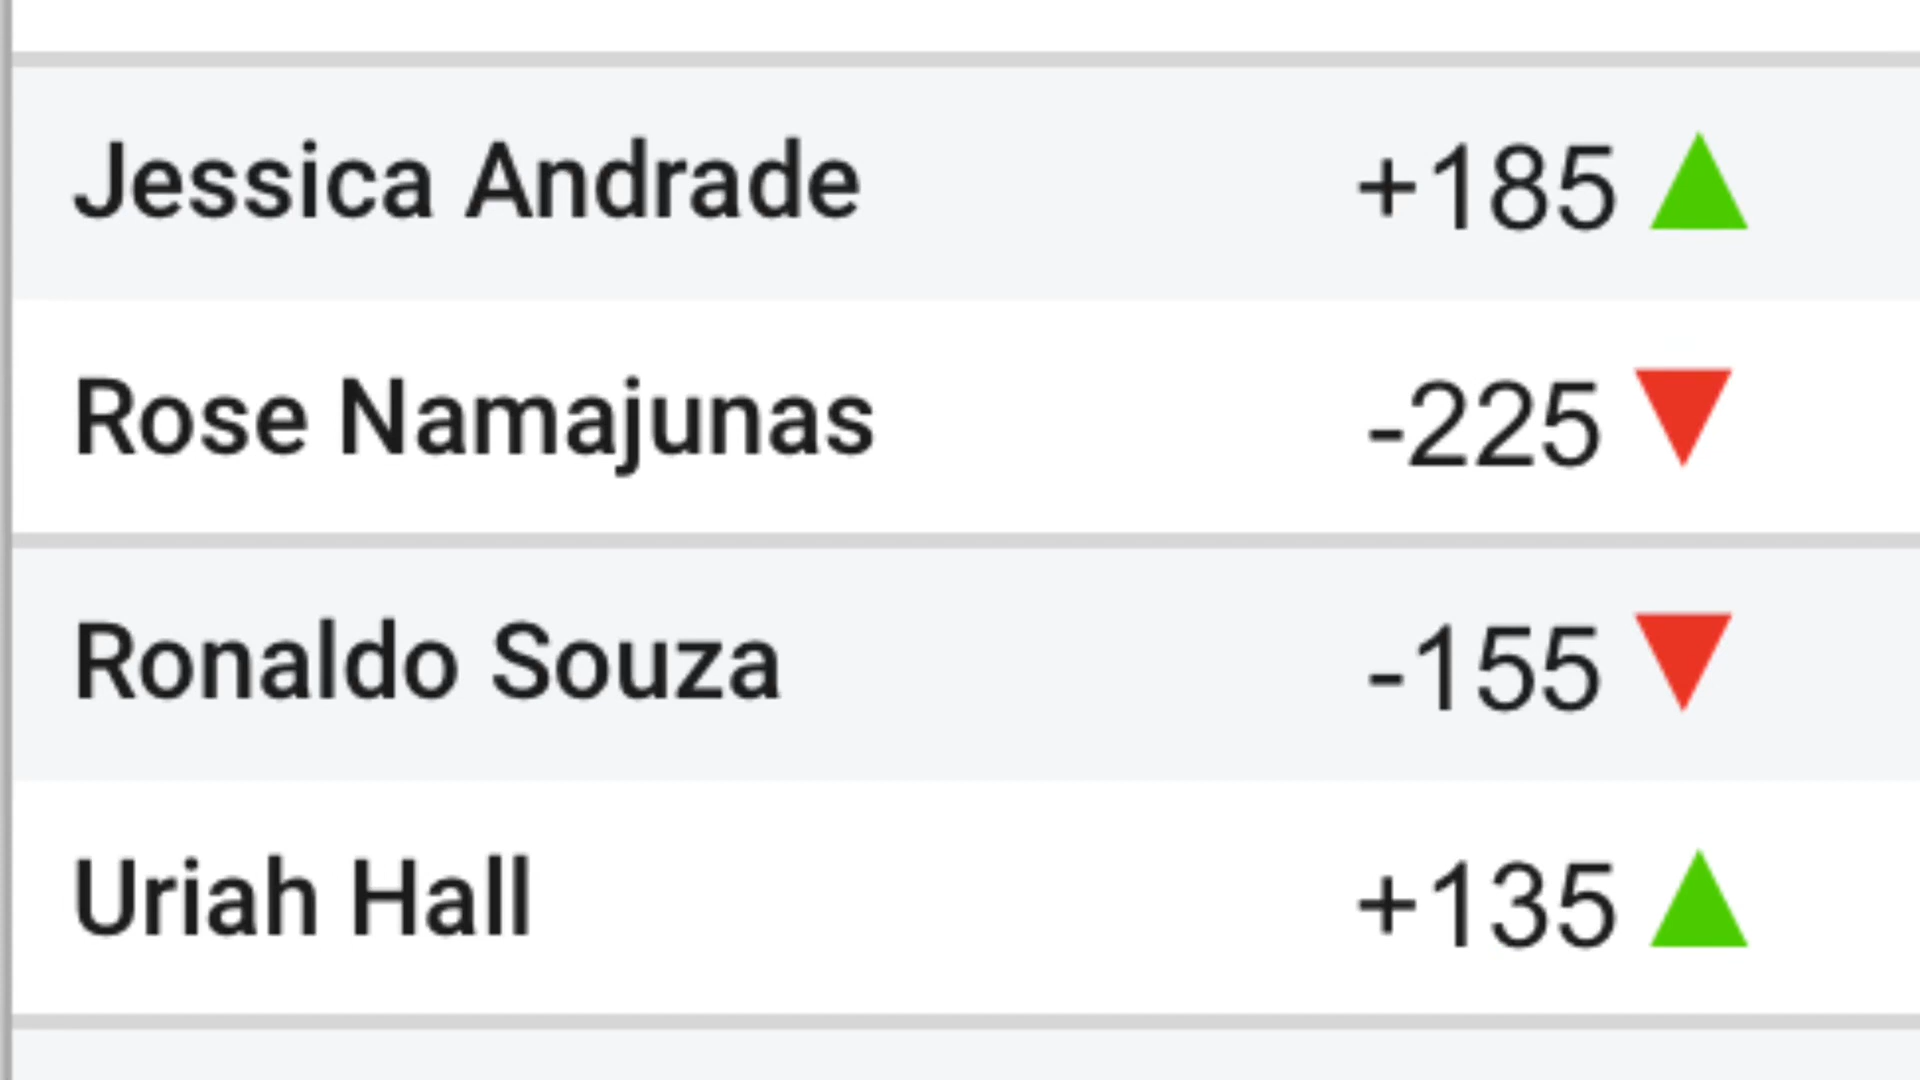 Jessica Andrade +185 ▲
Rose Namajunas -225 ▼
Ronaldo Souza -155 ▼
Uriah Hall +135 ▲